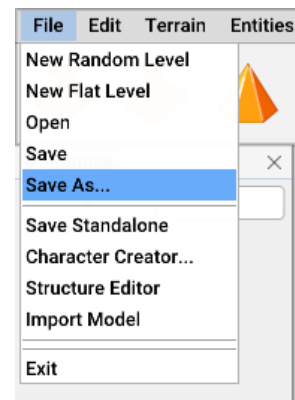 File Edit Terrain Entities
New Random Level
New Flat Level
Open
Save
Save As...
Save Standalone
Character Creator...
Structure Editor
Import Model
Exit